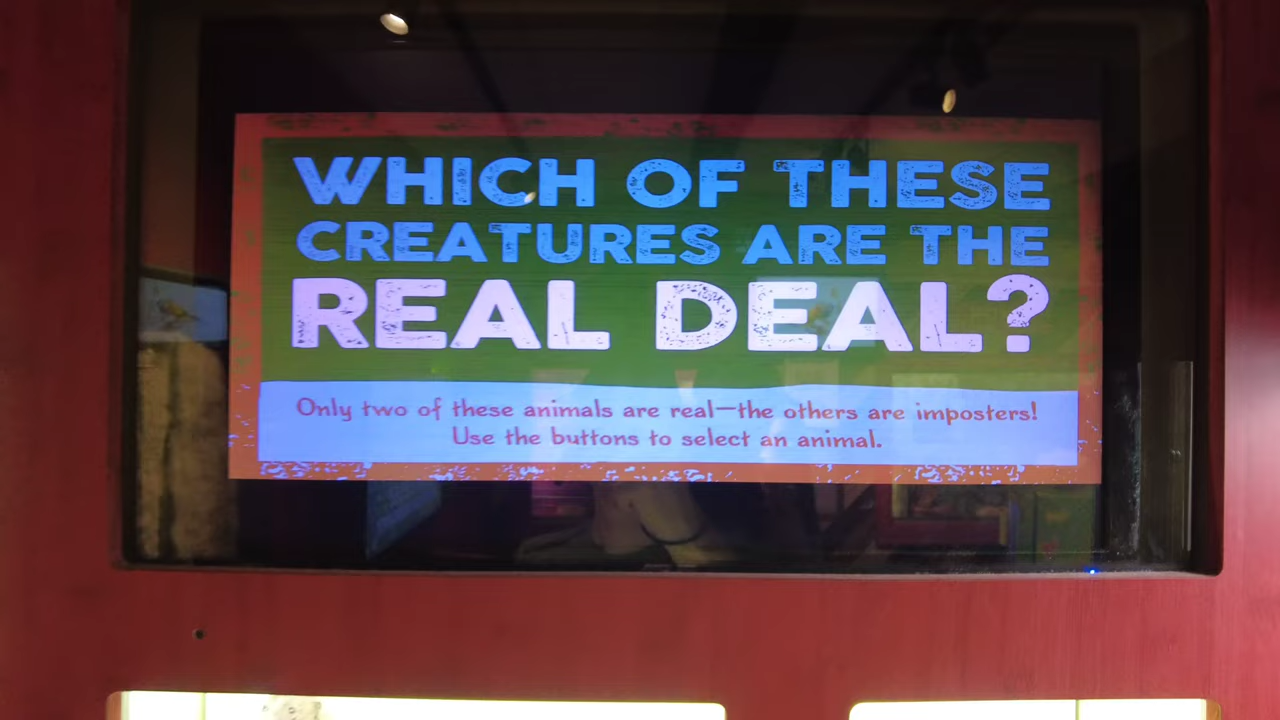 WHICH OF THESE
CREATURES ARE THE
REAL DEAL?
Only two of these animals are real—the others are imposters!
Use the buttons to select an animal.